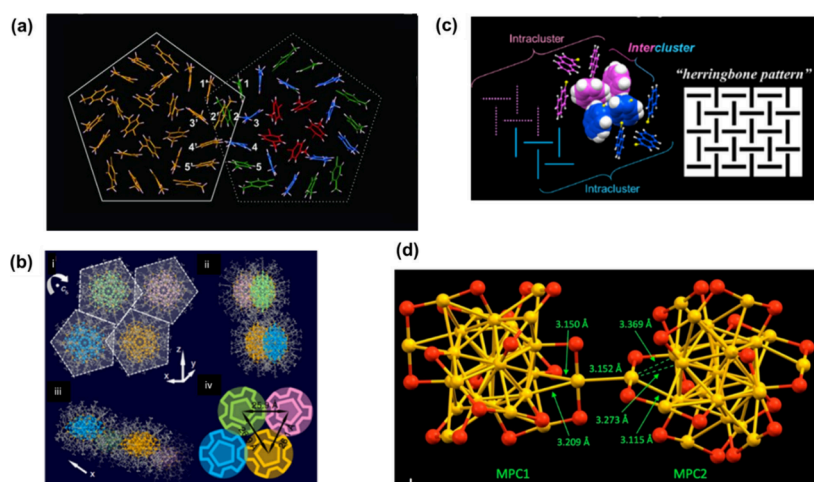 (a)
1' 1
2' 2
3' 3
4' 4
5' 5
(b)
i
ii
z
y
x
iii
x
iv
(c)
Intracluster
Intercluster
"herringbone pattern"
Intracluster
(d)
3.150 Å
3.369 Å
3.152 Å
3.273 Å
3.209 Å
3.115 Å
MPC1
MPC2